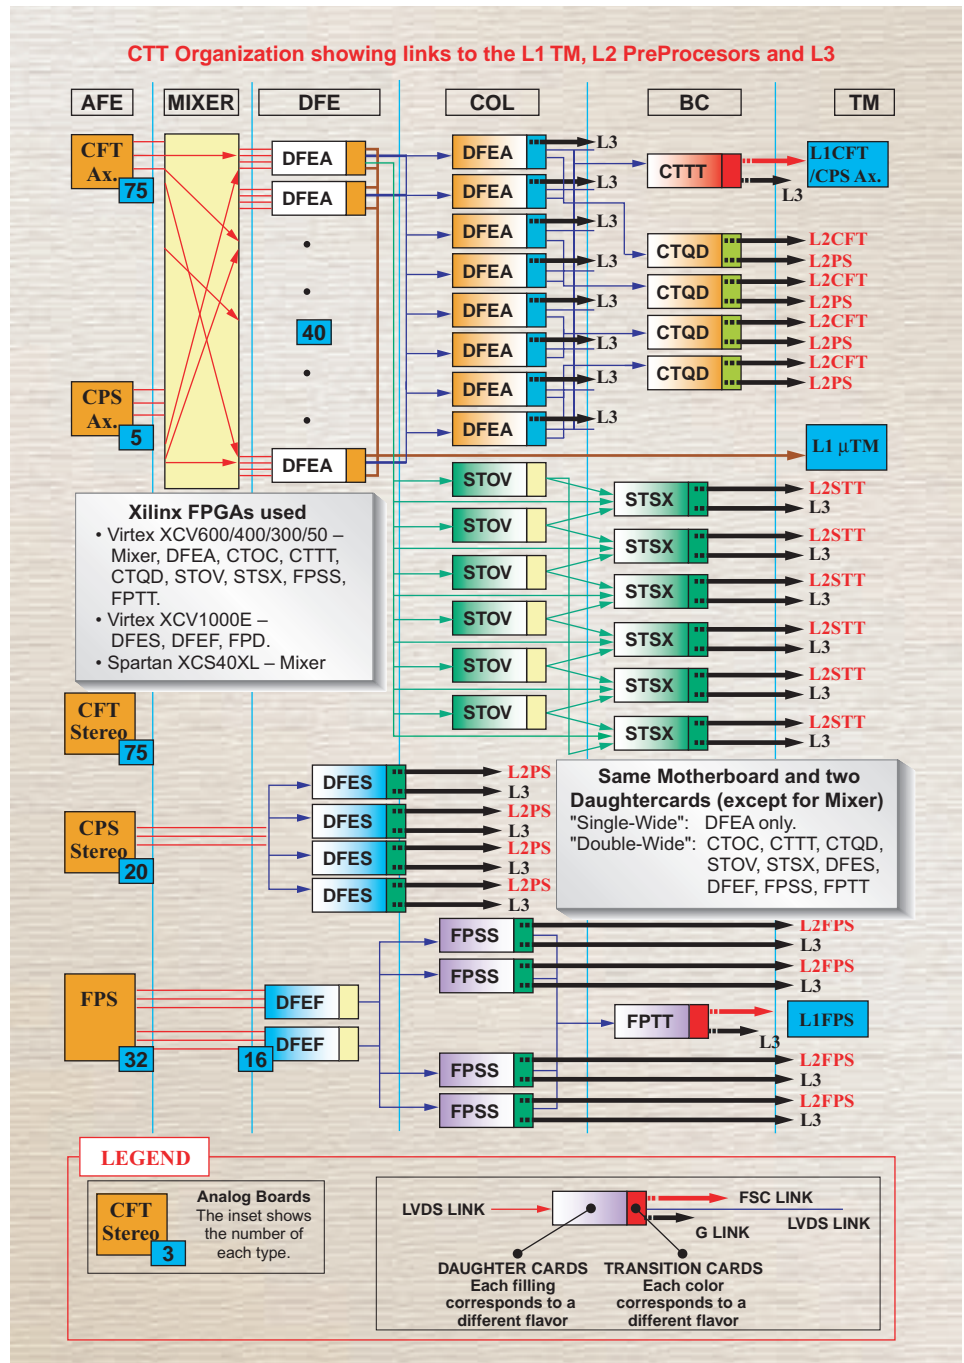 CTT Organization showing links to the L1 TM, L2 PreProcesors and L3
AFE MIXER DFE COL BC TM
CFT
Ax.
75
CPS
Ax.
5
DFEA
DFEA
40
DFEA
DFEA
L3
DFEA
L3
DFEA
L3
DFEA
L3
DFEA
L3
DFEA
L3
DFEA
L3
DFEA
L3
CTTT
L3
L1CFT
/CPS Ax.
CTQD
L2CFT
L2PS
CTQD
L2CFT
L2PS
CTQD
L2CFT
L2PS
CTQD
L2CFT
L2PS
L1 µTM
STOV
STOV
STOV
STOV
STOV
STOV
STSX
L2STT
L3
STSX
L2STT
L3
STSX
L2STT
L3
STSX
L2STT
L3
STSX
L2STT
L3
STSX
L2STT
L3
Xilinx FPGAs used
• Virtex XCV600/400/300/50 –
Mixer, DFEA, CTOC, CTTT,
CTQD, STOV, STSX, FPSS,
FPTT.
• Virtex XCV1000E –
DFES, DFEF, FPD.
• Spartan XCS40XL – Mixer
CFT
Stereo
75
CPS
Stereo
20
DFES
L2PS
L3
DFES
L2PS
L3
DFES
L2PS
L3
DFES
L2PS
L3
Same Motherboard and two
Daughtercards (except for Mixer)
"Single-Wide": DFEA only.
"Double-Wide": CTOC, CTTT, CTQD,
STOV, STSX, DFES,
DFEF, FPSS, FPTT
FPS
32
DFEF
16
DFEF
FPSS
L2FPS
L3
FPSS
L2FPS
L3
FPTT
L3
L1FPS
FPSS
L2FPS
L3
FPSS
L2FPS
L3
LEGEND
CFT
Stereo
3
Analog Boards
The inset shows
the number of
each type.
LVDS LINK
FSC LINK
LVDS LINK
G LINK
DAUGHTER CARDS
Each filling
corresponds to a
different flavor
TRANSITION CARDS
Each color
corresponds to a
different flavor